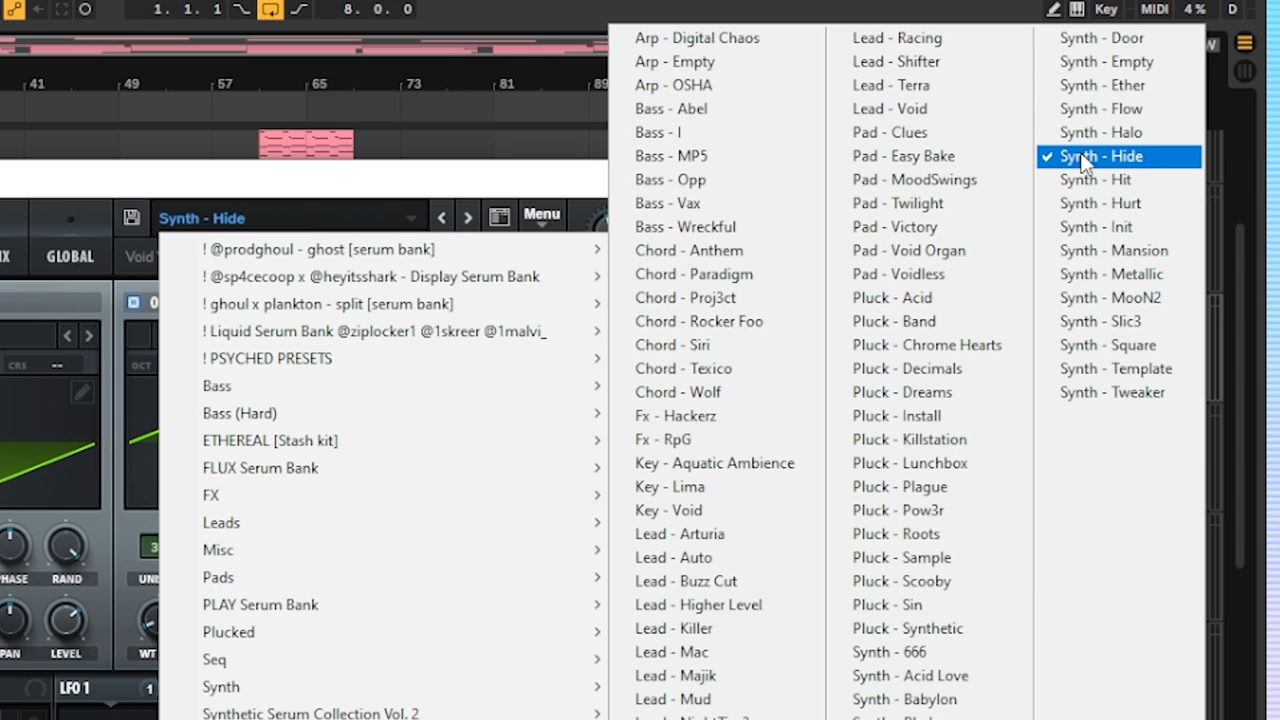 1. 1. 1
8. 0. 0
Key
MIDI
4 %
D
41
49
57
65
73
81
89
W
Synth - Hide
Menu
GLOBAL
Void
! @prodghoul - ghost [serum bank]
! @sp4cecoop x @heyitsshark - Display Serum Bank
! ghoul x plankton - split [serum bank]
! Liquid Serum Bank @ziplocker1 @1skreer @1malvi_
! PSYCHED PRESETS
Bass
Bass (Hard)
ETHEREAL [Stash kit]
FLUX Serum Bank
FX
Leads
Misc
Pads
PLAY Serum Bank
Plucked
Seq
Synth
Synthetic Serum Collection Vol. 2
Arp - Digital Chaos
Arp - Empty
Arp - OSHA
Bass - Abel
Bass - I
Bass - MP5
Bass - Opp
Bass - Vax
Bass - Wreckful
Chord - Anthem
Chord - Paradigm
Chord - Proj3ct
Chord - Rocker Foo
Chord - Siri
Chord - Texico
Chord - Wolf
Fx - Hackerz
Fx - RpG
Key - Aquatic Ambience
Key - Lima
Key - Void
Lead - Arturia
Lead - Auto
Lead - Buzz Cut
Lead - Higher Level
Lead - Killer
Lead - Mac
Lead - Majik
Lead - Mud
Lead - Racing
Lead - Shifter
Lead - Terra
Lead - Void
Pad - Clues
Pad - Easy Bake
Pad - MoodSwings
Pad - Twilight
Pad - Victory
Pad - Void Organ
Pad - Voidless
Pluck - Acid
Pluck - Band
Pluck - Chrome Hearts
Pluck - Decimals
Pluck - Dreams
Pluck - Install
Pluck - Killstation
Pluck - Lunchbox
Pluck - Plague
Pluck - Pow3r
Pluck - Roots
Pluck - Sample
Pluck - Scooby
Pluck - Sin
Pluck - Synthetic
Synth - 666
Synth - Acid Love
Synth - Babylon
Synth - Door
Synth - Empty
Synth - Ether
Synth - Flow
Synth - Halo
Synth - Hide
Synth - Hit
Synth - Hurt
Synth - Init
Synth - Mansion
Synth - Metallic
Synth - MooN2
Synth - Slic3
Synth - Square
Synth - Template
Synth - Tweaker
CRS
--
OCT
RAND
LEVEL
PAN
WT
LFO 1
1